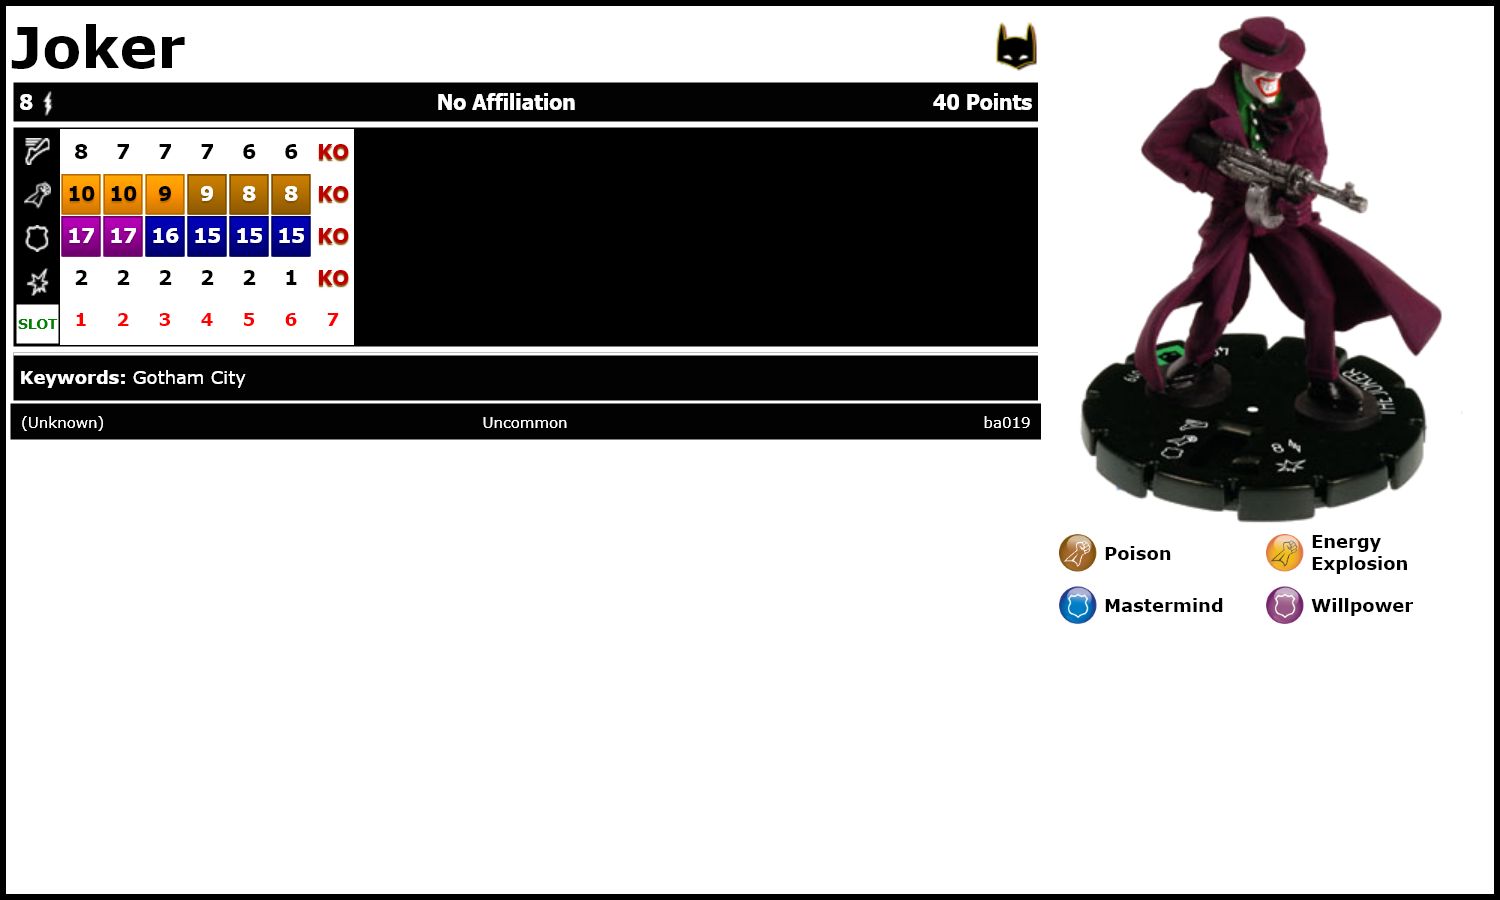 Joker
8 No Affiliation 40 Points
8 7 7 7 6 6 KO
10 10 9 9 8 8 KO
17 17 16 15 15 15 KO
2 2 2 2 2 1 KO
SLOT 1 2 3 4 5 6 7
Keywords: Gotham City
(Unknown) Uncommon ba019
THE JOKER
8
Poison
Energy Explosion
Mastermind
Willpower